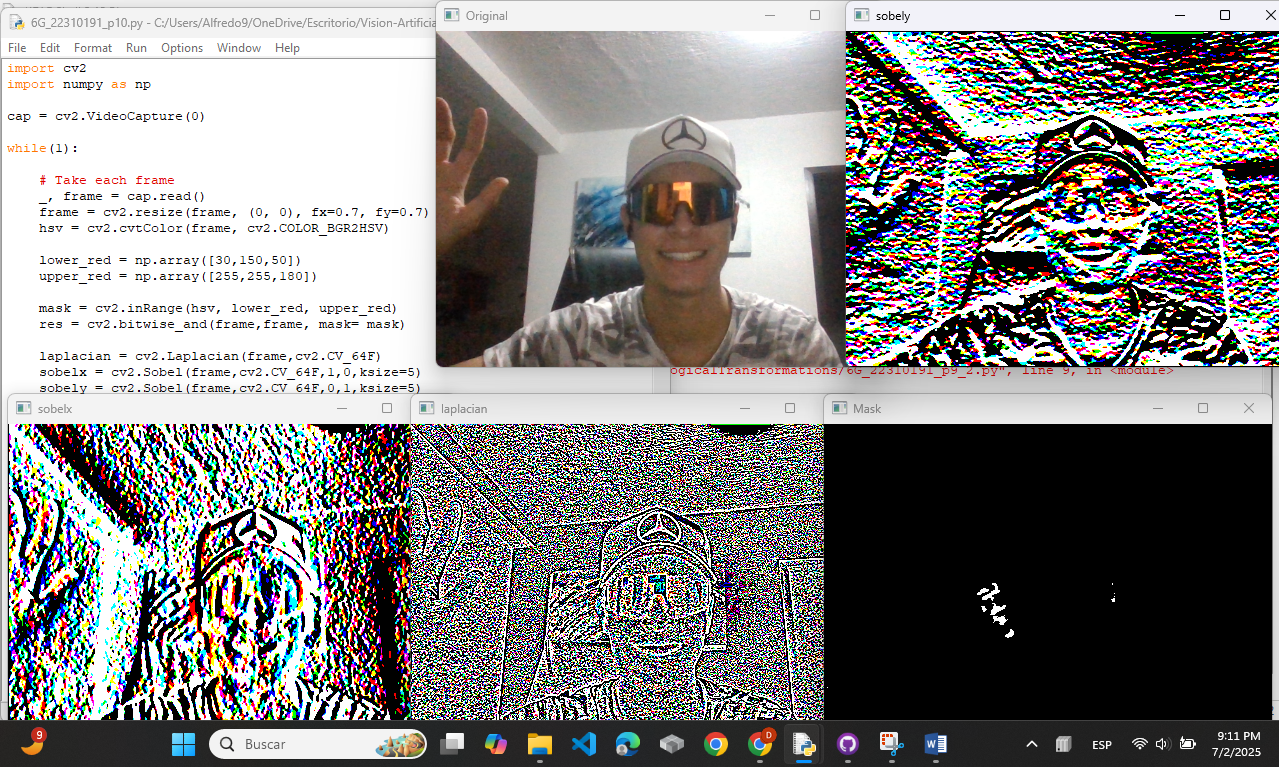 6G_22310191_p10.py - C:/Users/Alfredo9/OneDrive/Escritorio/Vision-Artificia
File Edit Format Run Options Window Help
import cv2
import numpy as np
cap = cv2.VideoCapture(0)
while(1):
# Take each frame
_, frame = cap.read()
frame = cv2.resize(frame, (0, 0), fx=0.7, fy=0.7)
hsv = cv2.cvtColor(frame, cv2.COLOR_BGR2HSV)
lower_red = np.array([30,150,50])
upper_red = np.array([255,255,180])
mask = cv2.inRange(hsv, lower_red, upper_red)
res = cv2.bitwise_and(frame,frame, mask= mask)
laplacian = cv2.Laplacian(frame,cv2.CV_64F)
sobelx = cv2.Sobel(frame,cv2.CV_64F,1,0,ksize=5)
sobely = cv2.Sobel(frame,cv2.CV_64F,0,1,ksize=5)
Original
sobely
ogicalTransformations/6G_22310191_p9_2.py", line 9, in <module>
sobelx
laplacian
Mask
9
Buscar
D
ESP
9:11 PM
7/2/2025